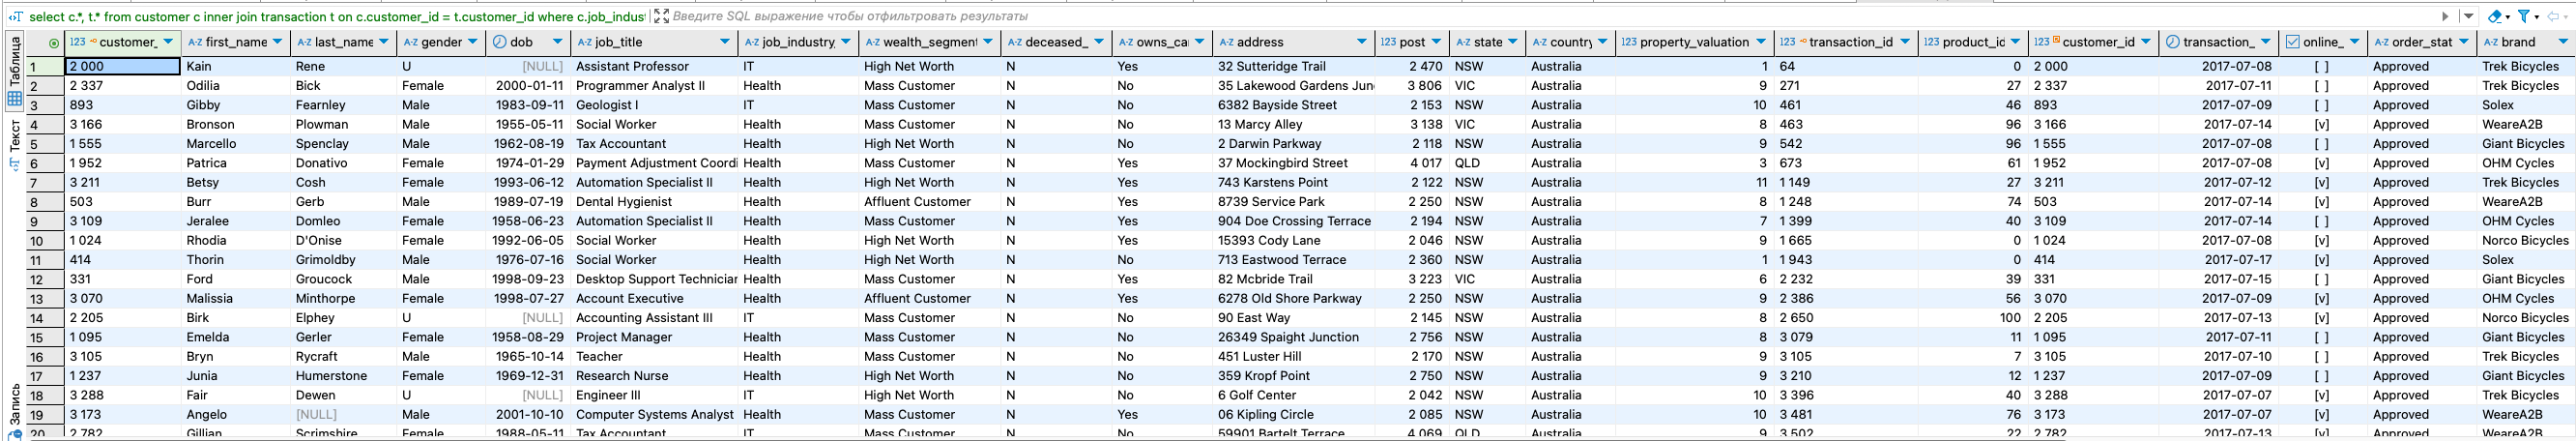 select c.*, t.* from customer c inner join transaction t on c.customer_id = t.customer_id where c.job_indus Введите SQL выражение чтобы отфильтровать результаты
Таблица
Текст
Запись
123 customer_ A-Z first_name A-Z last_name A-Z gender dob A-Z job_title A-Z job_industry_ A-Z wealth_segment A-Z deceased_ A-Z owns_ca A-Z address 123 post A-Z state A-Z country 123 property_valuation 123 transaction_id 123 product_id 123 customer_id transaction_ online_ A-Z order_stat A-Z brand
1 2 000 Kain Rene U [NULL] Assistant Professor IT High Net Worth N Yes 32 Sutteridge Trail 2 470 NSW Australia 1 64 0 2 000 2017-07-08 [ ] Approved Trek Bicycles
2 2 337 Odilia Bick Female 2000-01-11 Programmer Analyst II Health Mass Customer N No 35 Lakewood Gardens Jun 3 806 VIC Australia 9 271 27 2 337 2017-07-11 [ ] Approved Trek Bicycles
3 893 Gibby Fearnley Male 1983-09-11 Geologist I IT Mass Customer N No 6382 Bayside Street 2 153 NSW Australia 10 461 46 893 2017-07-09 [ ] Approved Solex
4 3 166 Bronson Plowman Male 1955-05-11 Social Worker Health Mass Customer N No 13 Marcy Alley 3 138 VIC Australia 8 463 96 3 166 2017-07-14 [v] Approved WeareA2B
5 1 555 Marcello Spenclay Male 1962-08-19 Tax Accountant Health High Net Worth N No 2 Darwin Parkway 2 118 NSW Australia 9 542 96 1 555 2017-07-08 [ ] Approved Giant Bicycles
6 1 952 Patrica Donativo Female 1974-01-29 Payment Adjustment Coordi Health Mass Customer N Yes 37 Mockingbird Street 4 017 QLD Australia 3 673 61 1 952 2017-07-08 [v] Approved OHM Cycles
7 3 211 Betsy Cosh Female 1993-06-12 Automation Specialist II Health High Net Worth N Yes 743 Karstens Point 2 122 NSW Australia 11 1 149 27 3 211 2017-07-12 [v] Approved Trek Bicycles
8 503 Burr Gerb Male 1989-07-19 Dental Hygienist Health Affluent Customer N Yes 8739 Service Park 2 250 NSW Australia 8 1 248 74 503 2017-07-14 [v] Approved WeareA2B
9 3 109 Jeralee Domleo Female 1958-06-23 Automation Specialist II Health Mass Customer N Yes 904 Doe Crossing Terrace 2 194 NSW Australia 7 1 399 40 3 109 2017-07-14 [ ] Approved OHM Cycles
10 1 024 Rhodia D'Onise Female 1992-06-05 Social Worker Health High Net Worth N Yes 15393 Cody Lane 2 046 NSW Australia 9 1 665 0 1 024 2017-07-08 [v] Approved Norco Bicycles
11 414 Thorin Grimoldby Male 1976-07-16 Social Worker Health High Net Worth N No 713 Eastwood Terrace 2 360 NSW Australia 1 1 943 0 414 2017-07-17 [v] Approved Solex
12 331 Ford Groucock Male 1998-09-23 Desktop Support Technician Health Mass Customer N Yes 82 Mcbride Trail 3 223 VIC Australia 6 2 232 39 331 2017-07-15 [ ] Approved Giant Bicycles
13 3 070 Malissia Minthorpe Female 1998-07-27 Account Executive Health Affluent Customer N Yes 6278 Old Shore Parkway 2 250 NSW Australia 9 2 386 56 3 070 2017-07-09 [v] Approved OHM Cycles
14 2 205 Birk Elphey U [NULL] Accounting Assistant III IT Mass Customer N No 90 East Way 2 145 NSW Australia 8 2 650 100 2 205 2017-07-13 [v] Approved Norco Bicycles
15 1 095 Emelda Gerler Female 1958-08-29 Project Manager Health Mass Customer N No 26349 Spaight Junction 2 756 NSW Australia 8 3 079 11 1 095 2017-07-11 [ ] Approved Giant Bicycles
16 3 105 Bryn Rycraft Male 1965-10-14 Teacher Health Mass Customer N No 451 Luster Hill 2 170 NSW Australia 9 3 105 7 3 105 2017-07-10 [ ] Approved Trek Bicycles
17 1 237 Junia Humerstone Female 1969-12-31 Research Nurse Health High Net Worth N No 359 Kropf Point 2 750 NSW Australia 9 3 210 12 1 237 2017-07-09 [ ] Approved Giant Bicycles
18 3 288 Fair Dewen U [NULL] Engineer III IT High Net Worth N No 6 Golf Center 2 042 NSW Australia 10 3 396 40 3 288 2017-07-07 [v] Approved Trek Bicycles
19 3 173 Angelo [NULL] Male 2001-10-10 Computer Systems Analyst Health Mass Customer N Yes 06 Kipling Circle 2 085 NSW Australia 10 3 481 76 3 173 2017-07-07 [v] Approved WeareA2B
20 2 782 Gillian Scrimshire Female 1988-05-11 Tax Accountant IT Mass Customer N No 59901 Bartelt Terrace 4 069 QLD Australia 9 3 502 22 2 782 2017-07-13 [v] Approved WeareA2B